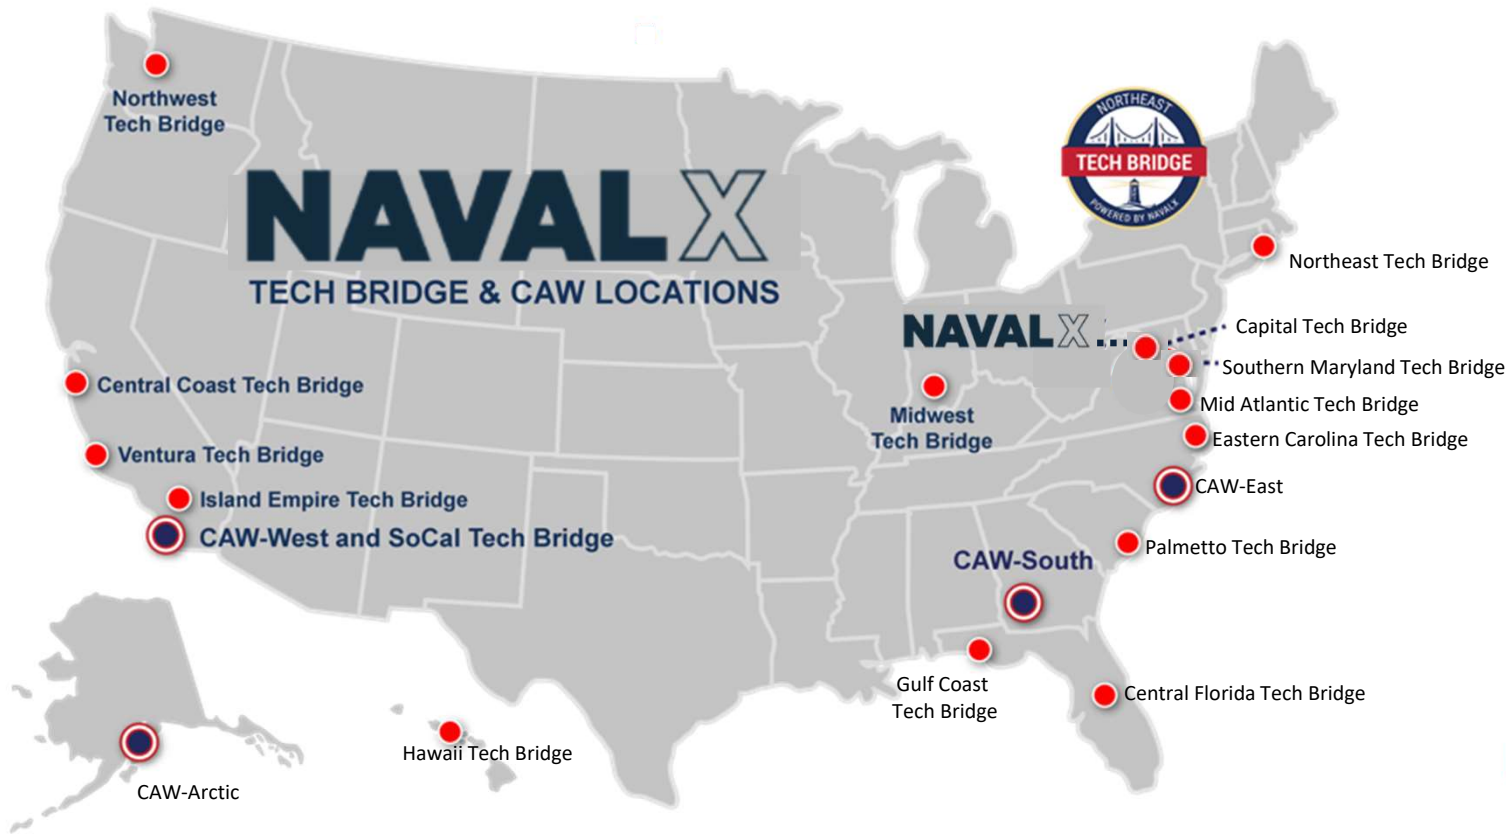 Northwest
Tech Bridge
NAVALX
TECH BRIDGE & CAW LOCATIONS
NORTHEAST
TECH BRIDGE
POWERED BY NAVALX
Northeast Tech Bridge
NAVALX
Capital Tech Bridge
Southern Maryland Tech Bridge
Mid Atlantic Tech Bridge
Eastern Carolina Tech Bridge
CAW-East
Midwest
Tech Bridge
Central Coast Tech Bridge
Ventura Tech Bridge
Island Empire Tech Bridge
CAW-West and SoCal Tech Bridge
CAW-South
Palmetto Tech Bridge
Gulf Coast
Tech Bridge
Central Florida Tech Bridge
Hawaii Tech Bridge
CAW-Arctic